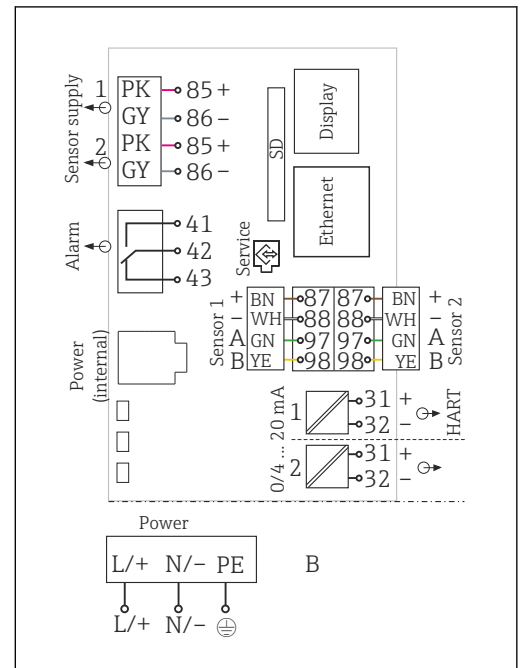 Sensor supply
1 PK 85 +
GY 86 −
2 PK 85 +
GY 86 −
SD
Display
Ethernet
Alarm
41
42
43
Service
Power
(internal)
Sensor 1
+ BN 87 87 BN +
− WH 88 88 WH −
A GN 97 97 GN A
B YE 98 98 YE B
Sensor 2
0/4 ... 20 mA
1 31 +
32 −
HART
2 31 +
32 −
Power
L/+ N/− PE
B
L/+ N/−